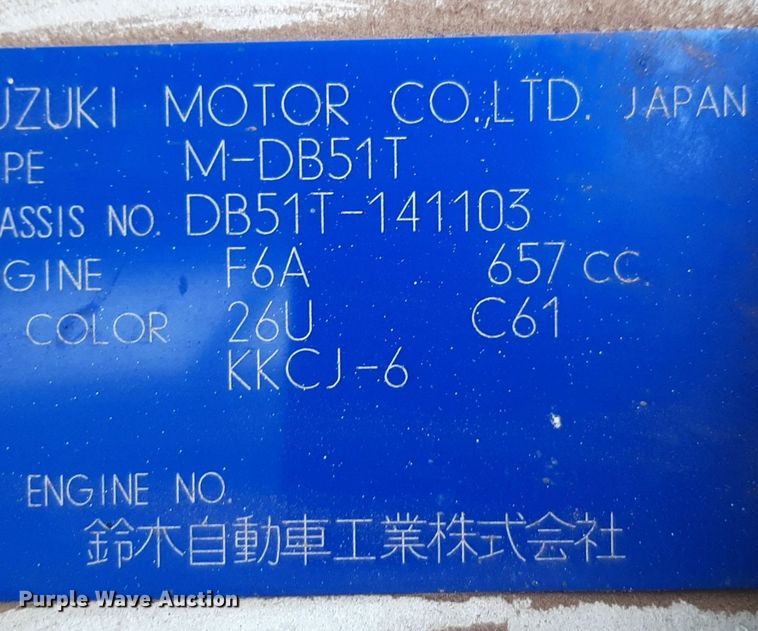 UZUKI MOTOR CO.,LTD. JAPAN
PE M-DB51T
ASSIS NO. DB51T-141103
GINE F6A 657 CC.
COLOR 26U C61
KKCJ-6
ENGINE NO.
鈴木自動車工業株式会社
Purple Wave Auction